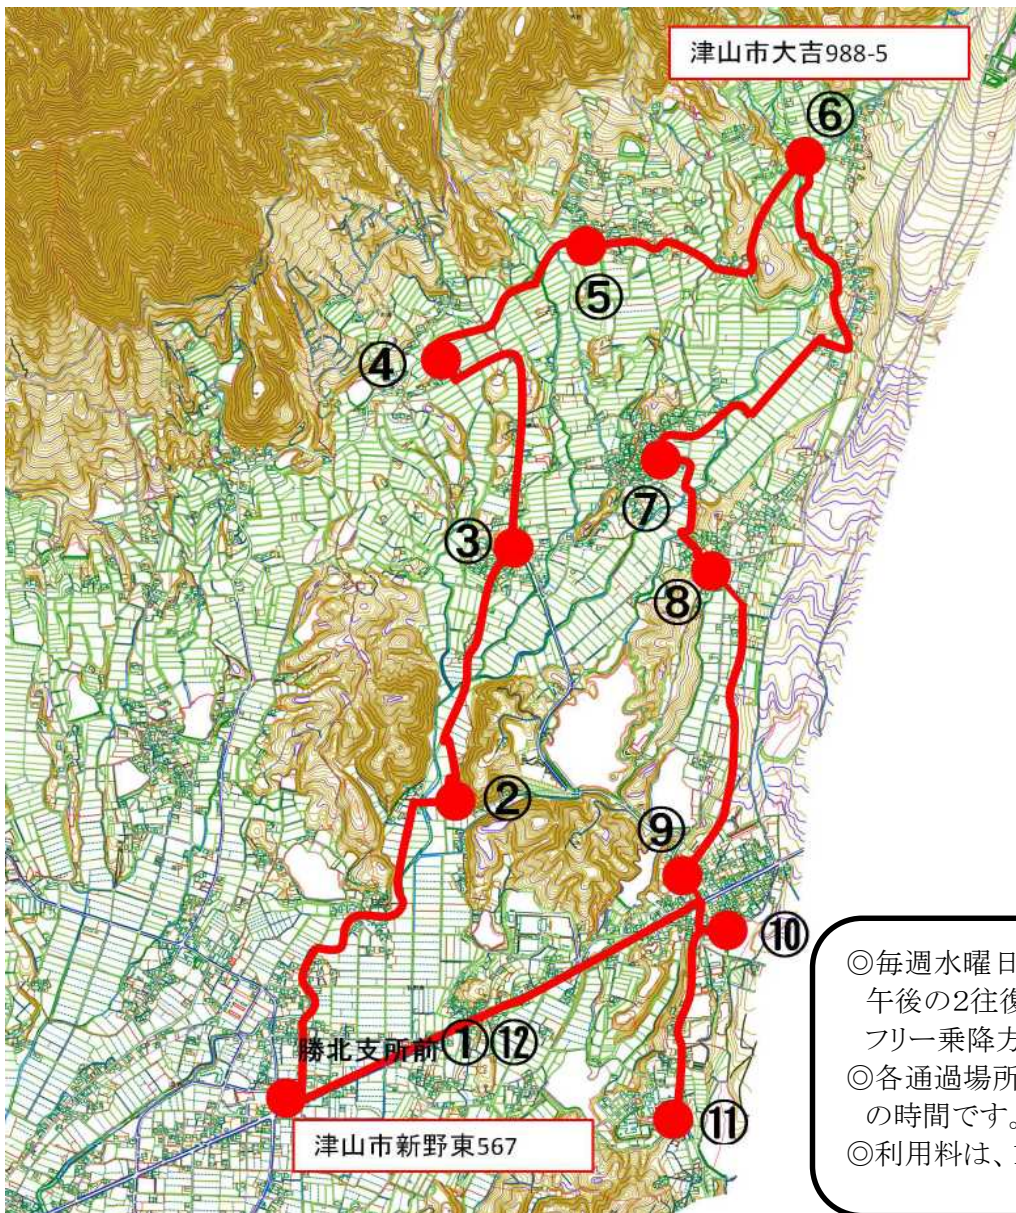 津山市大吉988-5
⑥
⑤
④
⑦
③
⑧
②
⑨
⑩
勝北支所前①⑫
⑪
津山市新野東567
◎毎週水曜日
午後の2往復
フリー乗降方
◎各通過場所
の時間です。
◎利用料は、